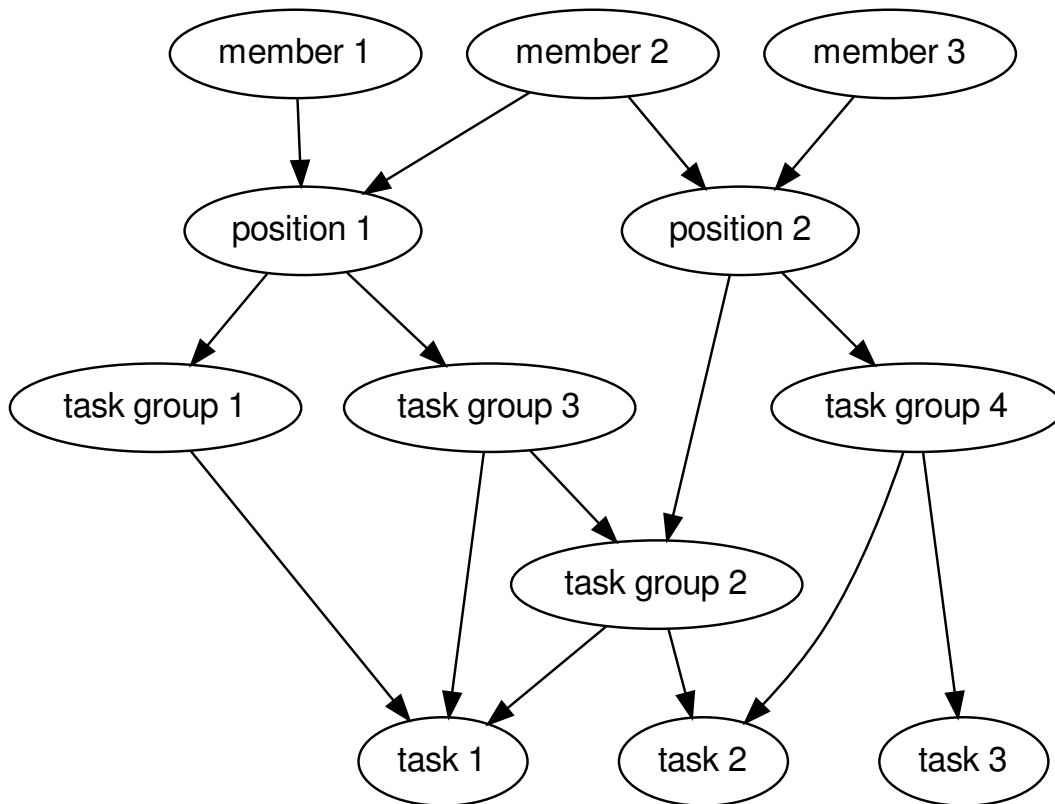 member 1
member 2
member 3
position 1
position 2
task group 1
task group 3
task group 4
task group 2
task 1
task 2
task 3